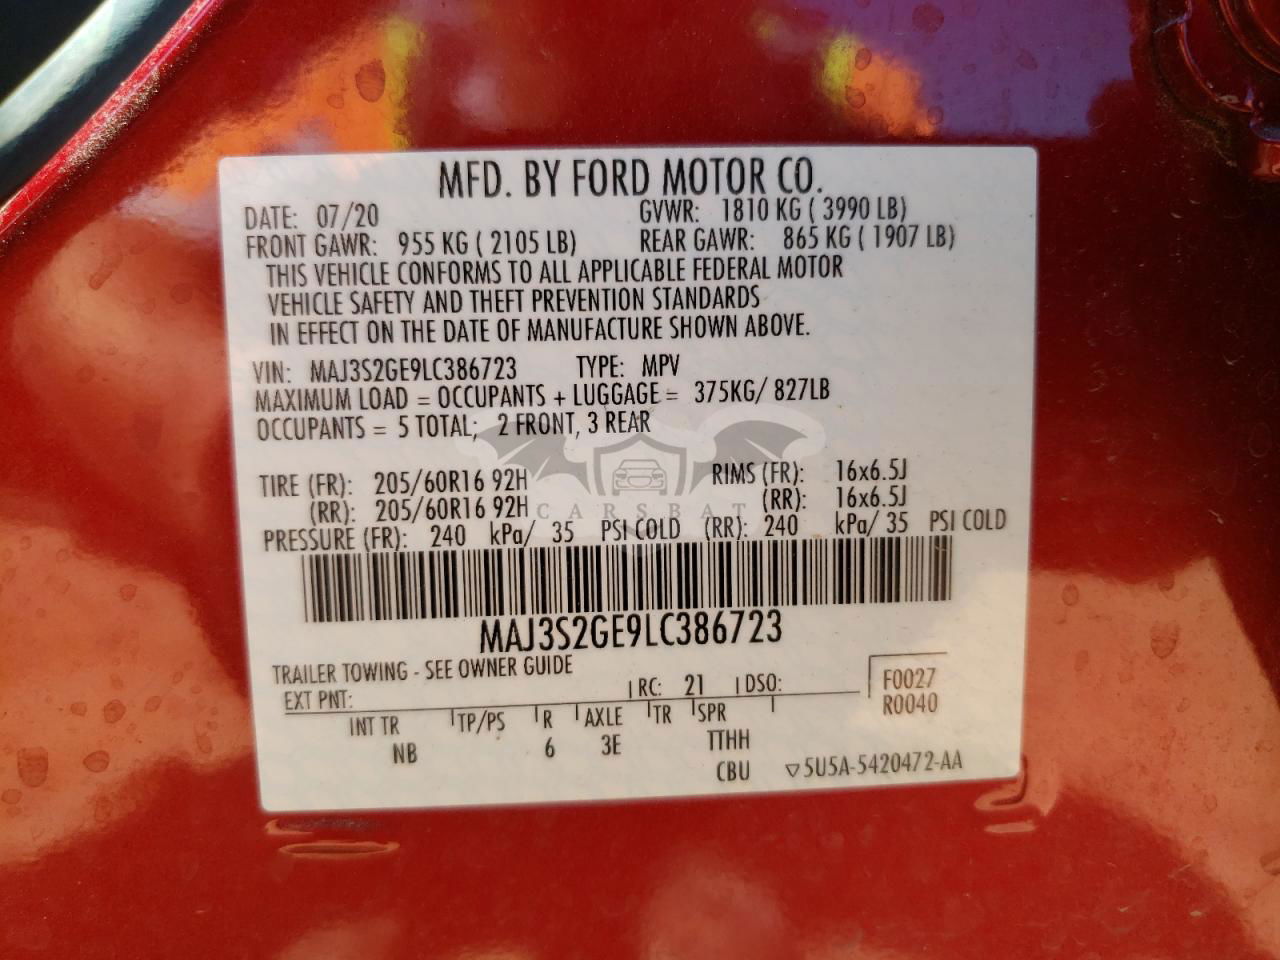 MFD. BY FORD MOTOR CO.
DATE: 07/20 GVWR: 1810 KG ( 3990 LB)
FRONT GAWR: 955 KG ( 2105 LB) REAR GAWR: 865 KG ( 1907 LB)
THIS VEHICLE CONFORMS TO ALL APPLICABLE FEDERAL MOTOR
VEHICLE SAFETY AND THEFT PREVENTION STANDARDS
IN EFFECT ON THE DATE OF MANUFACTURE SHOWN ABOVE.
VIN: MAJ3S2GE9LC386723 TYPE: MPV
MAXIMUM LOAD = OCCUPANTS + LUGGAGE = 375KG/ 827LB
OCCUPANTS = 5 TOTAL; 2 FRONT, 3 REAR
TIRE (FR): 205/60R16 92H RIMS (FR): 16x6.5J
(RR): 205/60R16 92H (RR): 16x6.5J
CARSBAT
PRESSURE (FR): 240 kPa/ 35 PSI COLD (RR): 240 kPa/ 35 PSI COLD
MAJ3S2GE9LC386723
TRAILER TOWING - SEE OWNER GUIDE
EXT PNT: RC: 21 DSO: F0027
R0040
INT TR TP/PS R AXLE TR SPR
NB 6 3E TTHH
CBU ▽5U5A-5420472-AA